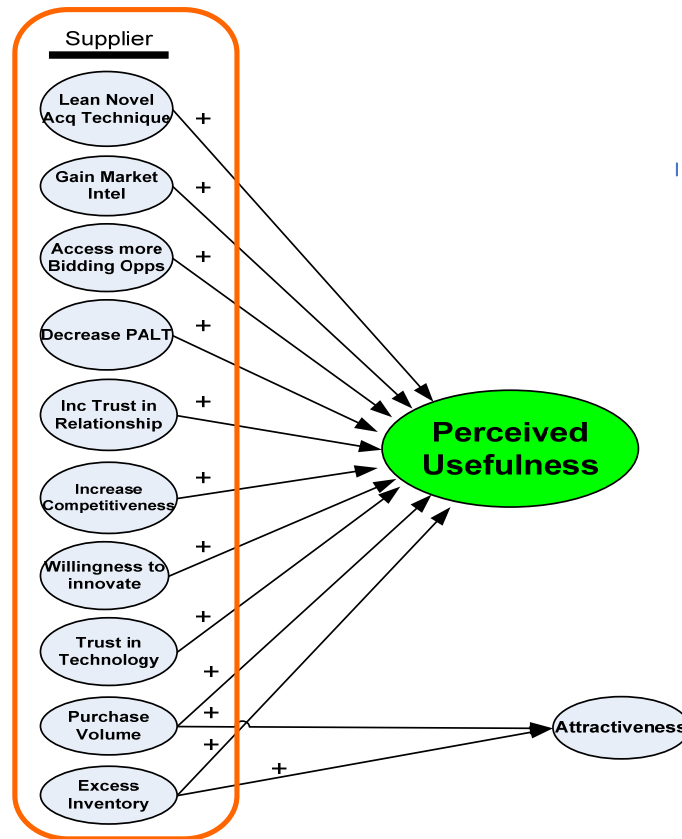 Supplier
Lean Novel
Acq Technique
+
Gain Market
Intel
+
Access more
Bidding Opps
+
Decrease PALT
+
Inc Trust in
Relationship
+
Increase
Competitiveness
+
Willingness to
innovate
+
Trust in
Technology
+
Purchase
Volume
+
+
Excess
Inventory
+
+
Perceived
Usefulness
Attractiveness